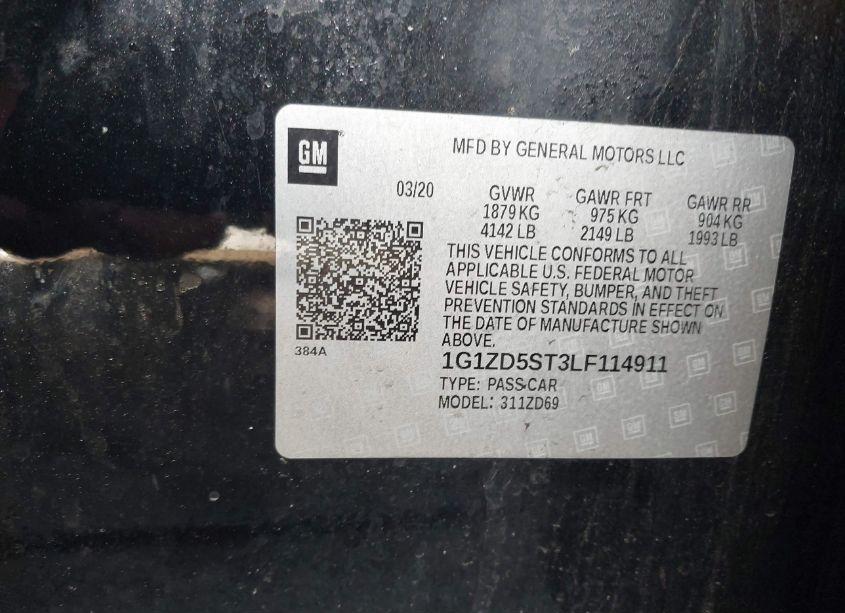 GM
MFD BY GENERAL MOTORS LLC
03/20
GVWR
1879 KG
4142 LB
GAWR FRT
975 KG
2149 LB
GAWR RR
904 KG
1993 LB
THIS VEHICLE CONFORMS TO ALL
APPLICABLE U.S. FEDERAL MOTOR
VEHICLE SAFETY, BUMPER, AND THEFT
PREVENTION STANDARDS IN EFFECT ON
THE DATE OF MANUFACTURE SHOWN
ABOVE.
384A
1G1ZD5ST3LF114911
TYPE: PASS CAR
MODEL: 311ZD69